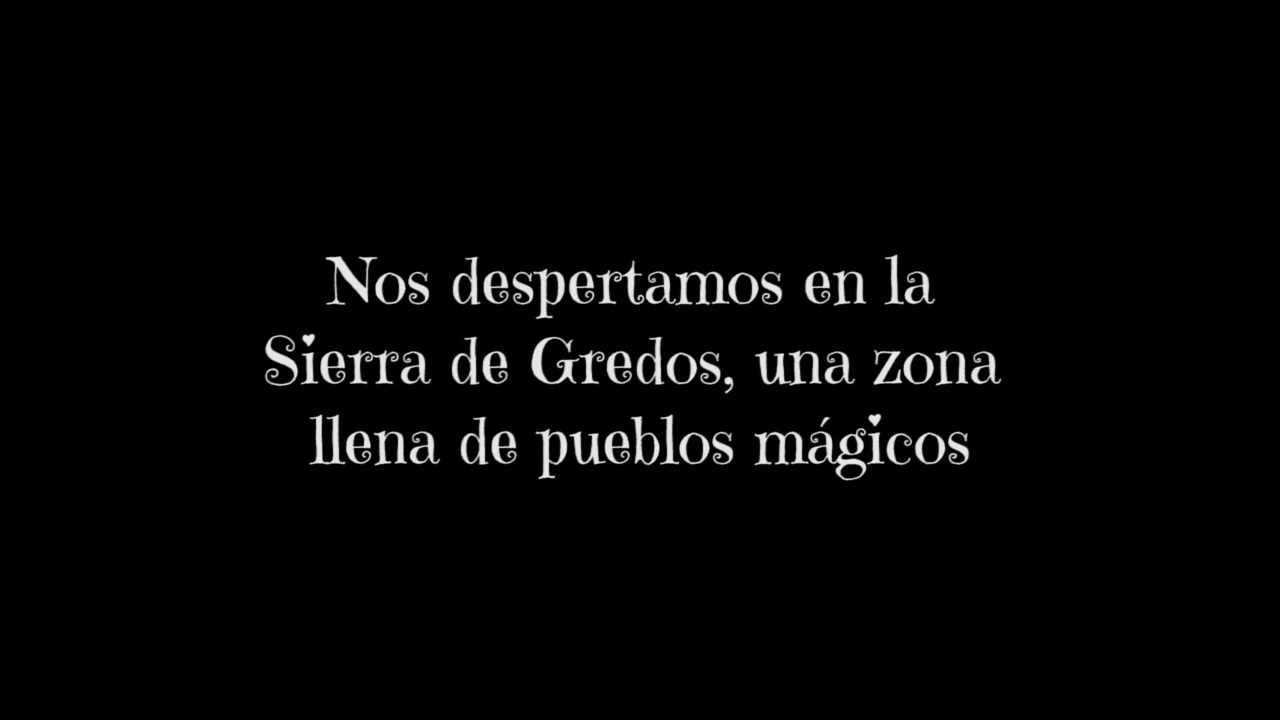 Nos despertamos en la
Sierra de Gredos, una zona
llena de pueblos mágicos